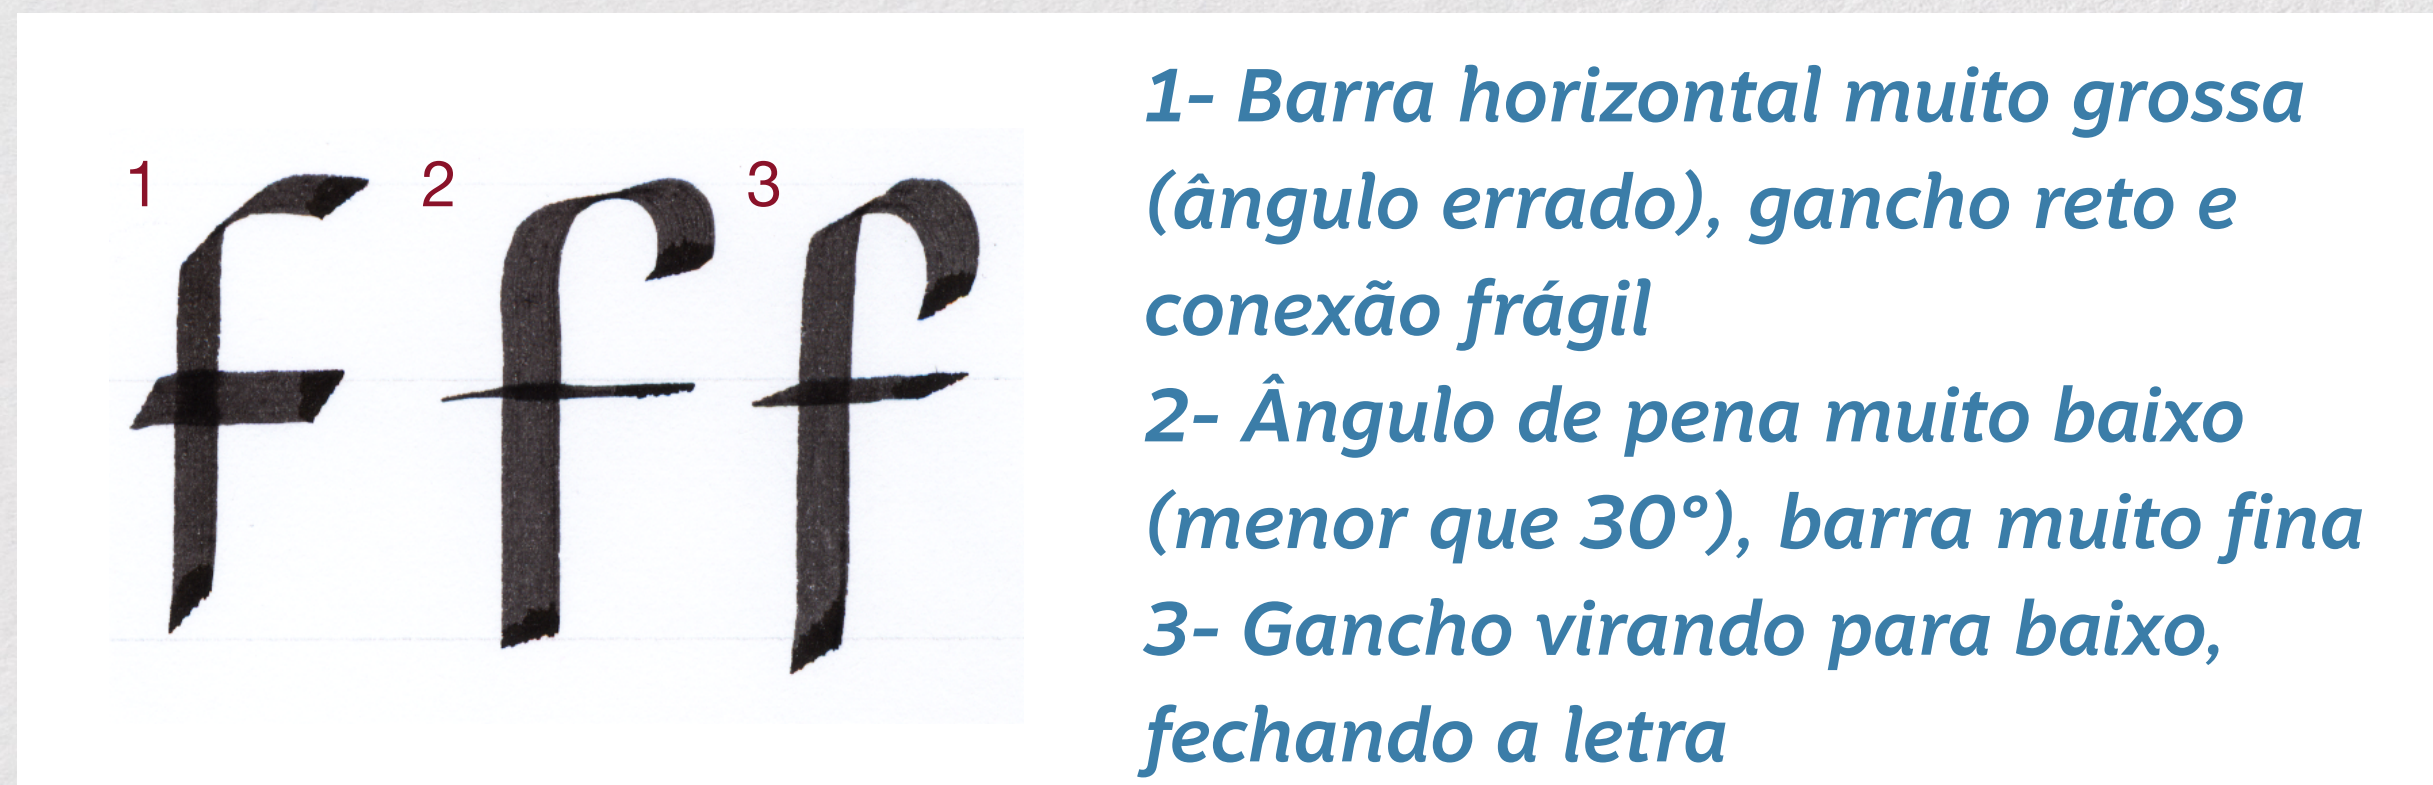 1 2 3
f f f
1- Barra horizontal muito grossa
(ângulo errado), gancho reto e
conexão frágil
2- Ângulo de pena muito baixo
(menor que 30°), barra muito fina
3- Gancho virando para baixo,
fechando a letra